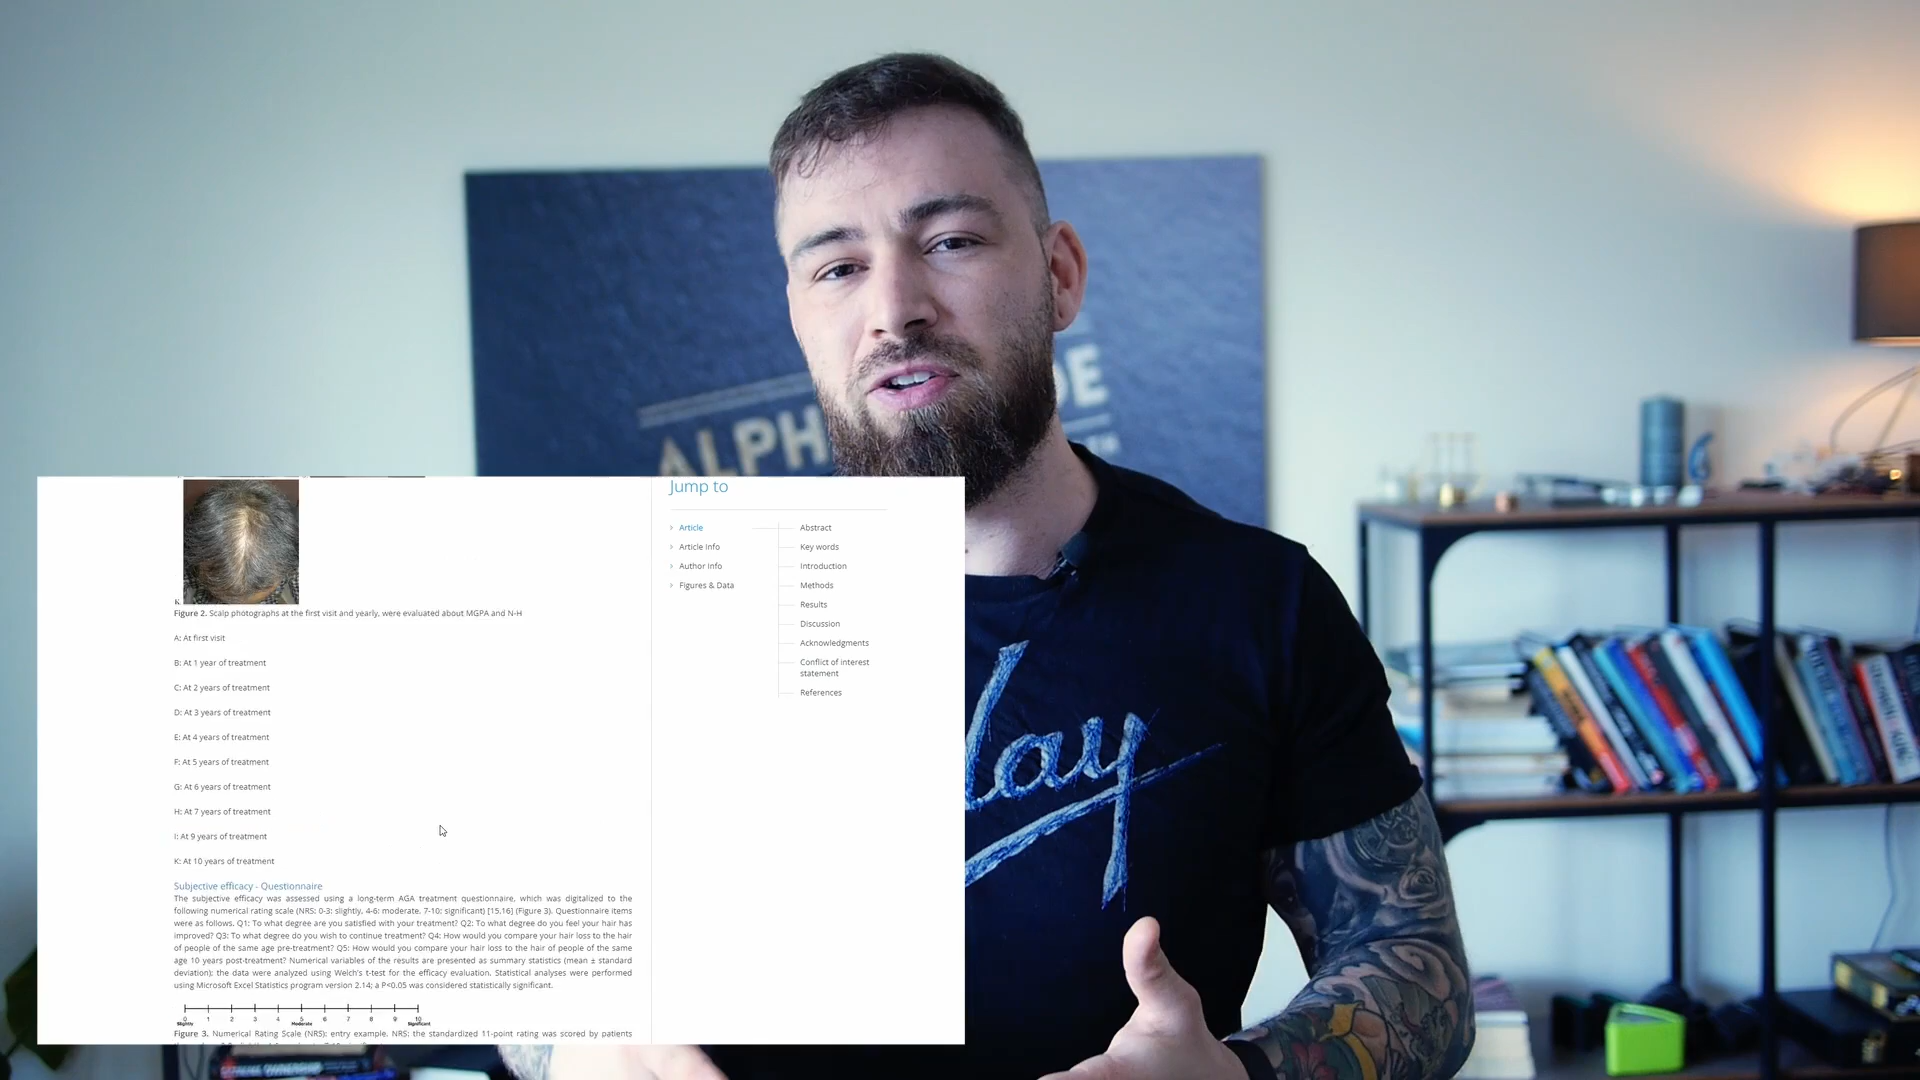 ALPH
DE
lay
Jump to
Article
Article Info
Author Info
Figures & Data
Abstract
Key words
Introduction
Methods
Results
Discussion
Acknowledgments
Conflict of interest
statement
References
K
Figure 2. Scalp photographs at the first visit and yearly, were evaluated about MGPA and N-H
A: At first visit
B: At 1 year of treatment
C: At 2 years of treatment
D: At 3 years of treatment
E: At 4 years of treatment
F: At 5 years of treatment
G: At 6 years of treatment
H: At 7 years of treatment
I: At 9 years of treatment
K: At 10 years of treatment
Subjective efficacy - Questionnaire
The subjective efficacy was assessed using a long-term AGA treatment questionnaire, which was digitalized to the
following numerical rating scale (NRS: 0-3: slightly, 4-6: moderate, 7-10: significant) [15,16] (Figure 3). Questionnaire items
were as follows. Q1: To what degree are you satisfied with your treatment? Q2: To what degree do you feel your hair has
improved? Q3: To what degree do you wish to continue treatment? Q4: How would you compare your hair loss to the hair
of people of the same age pre-treatment? Q5: How would you compare your hair loss to the hair of people of the same
age 10 years post-treatment? Numerical variables of the results are presented as summary statistics (mean ± standard
deviation); the data were analyzed using Welch's t-test for the efficacy evaluation. Statistical analyses were performed
using Microsoft Excel Statistics program version 2.14; a P<0.05 was considered statistically significant.
0 1 2 3 4 5 6 7 8 9 10
Slightly Moderate Significant
Figure 3. Numerical Rating Scale (NRS): entry example. NRS: the standardized 11-point rating was scored by patients